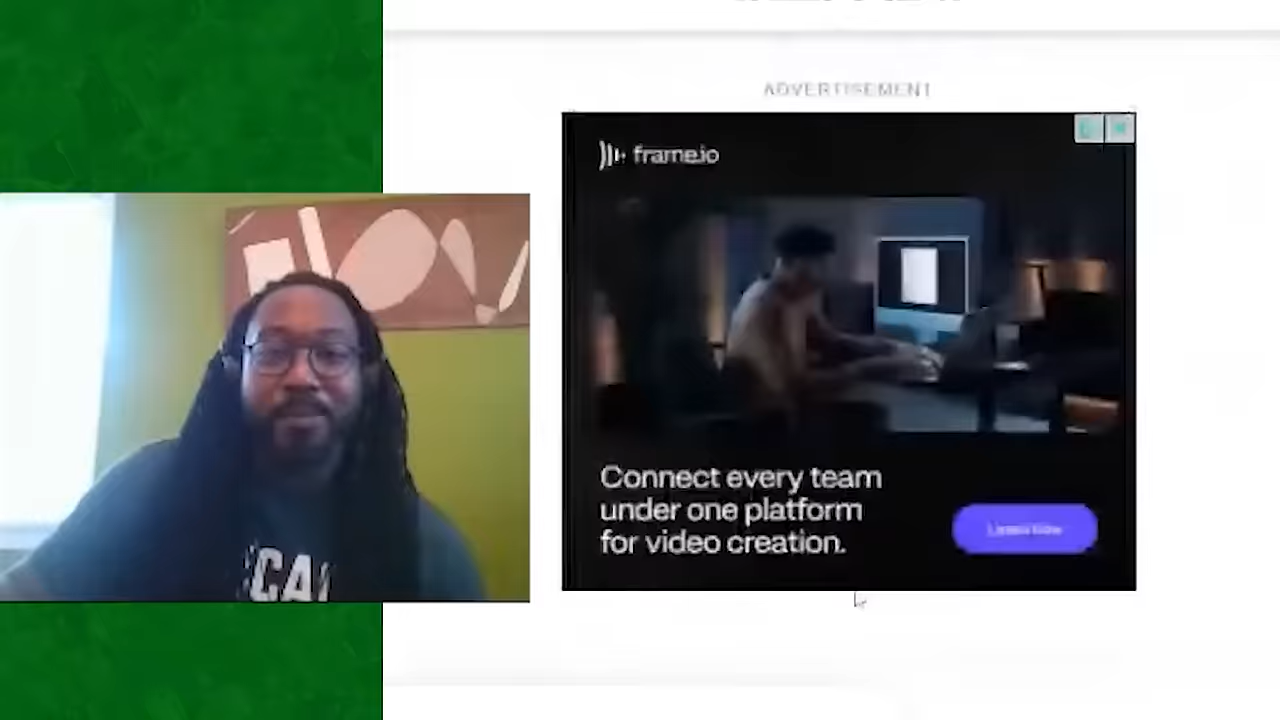 ADVERTISEMENT
frame.io
Connect every team
under one platform
for video creation.